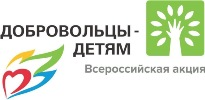 ДОБРОВОЛЬЦЫ -
ДЕТЯМ
Всероссийская акция